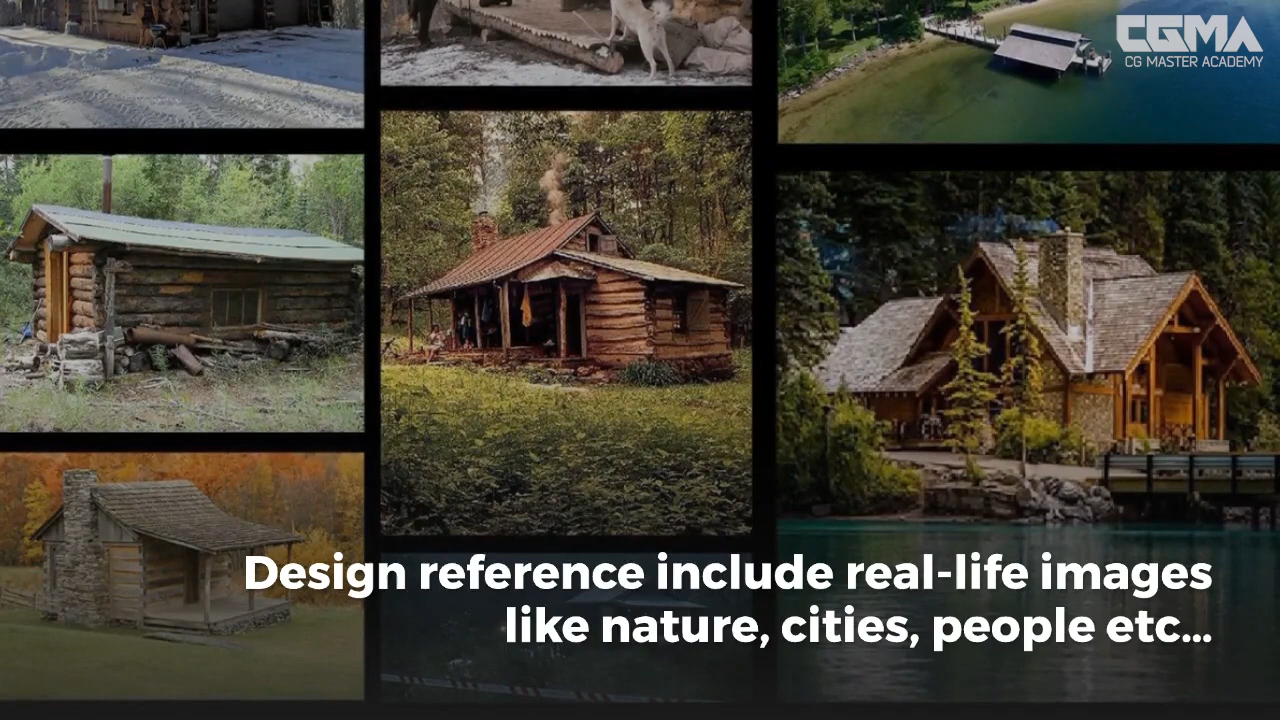 CGMA
CG MASTER ACADEMY
Design reference include real-life images
like nature, cities, people etc...